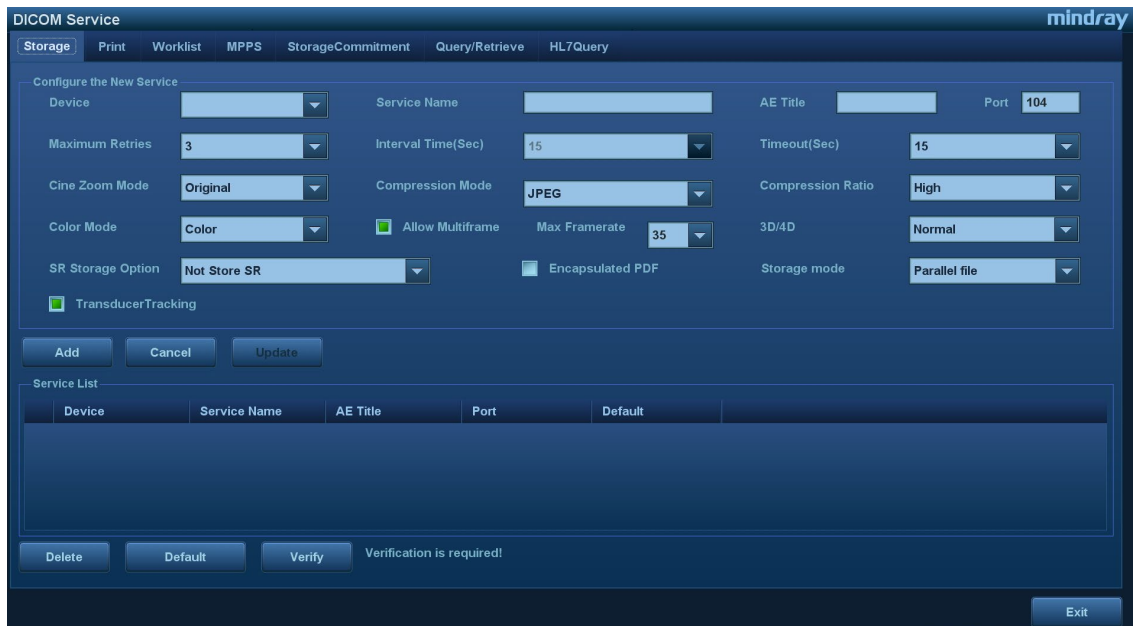 DICOM Service
mindray
Storage Print Worklist MPPS StorageCommitment Query/Retrieve HL7Query
Configure the New Service
Device Service Name AE Title Port 104
Maximum Retries 3 Interval Time(Sec) 15 Timeout(Sec) 15
Cine Zoom Mode Original Compression Mode JPEG Compression Ratio High
Color Mode Color Allow Multiframe Max Framerate 35 3D/4D Normal
SR Storage Option Not Store SR Encapsulated PDF Storage mode Parallel file
TransducerTracking
Add Cancel Update
Service List
Device Service Name AE Title Port Default
Delete Default Verify Verification is required!
Exit